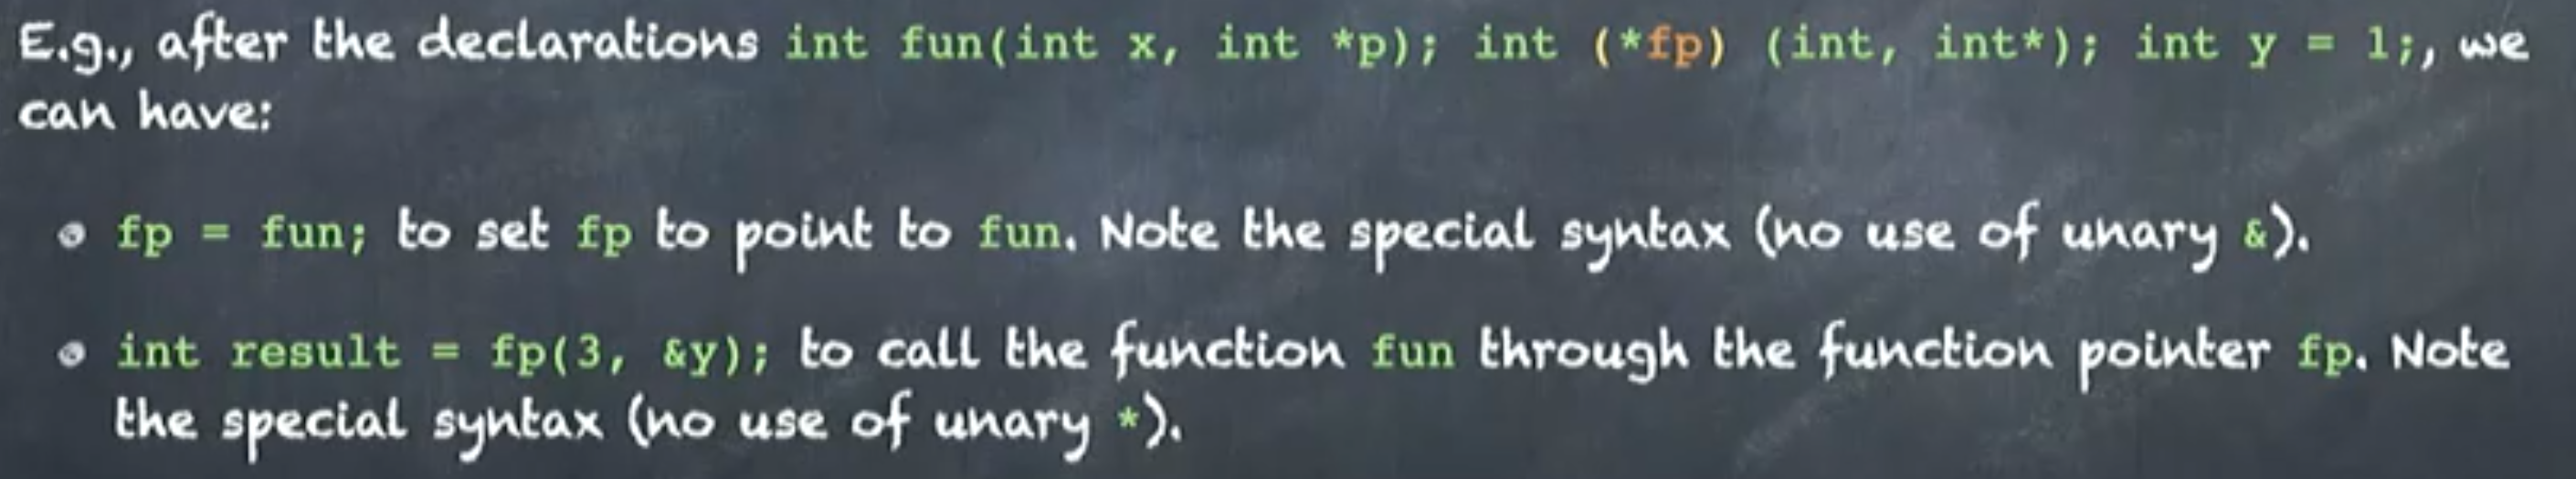 E.g., after the declarations int fun(int x, int *p); int (*fp) (int, int*); int y = 1;, we
can have:
fp = fun; to set fp to point to fun. Note the special syntax (no use of unary &).
int result = fp(3, &y); to call the function fun through the function pointer fp. Note
the special syntax (no use of unary *).